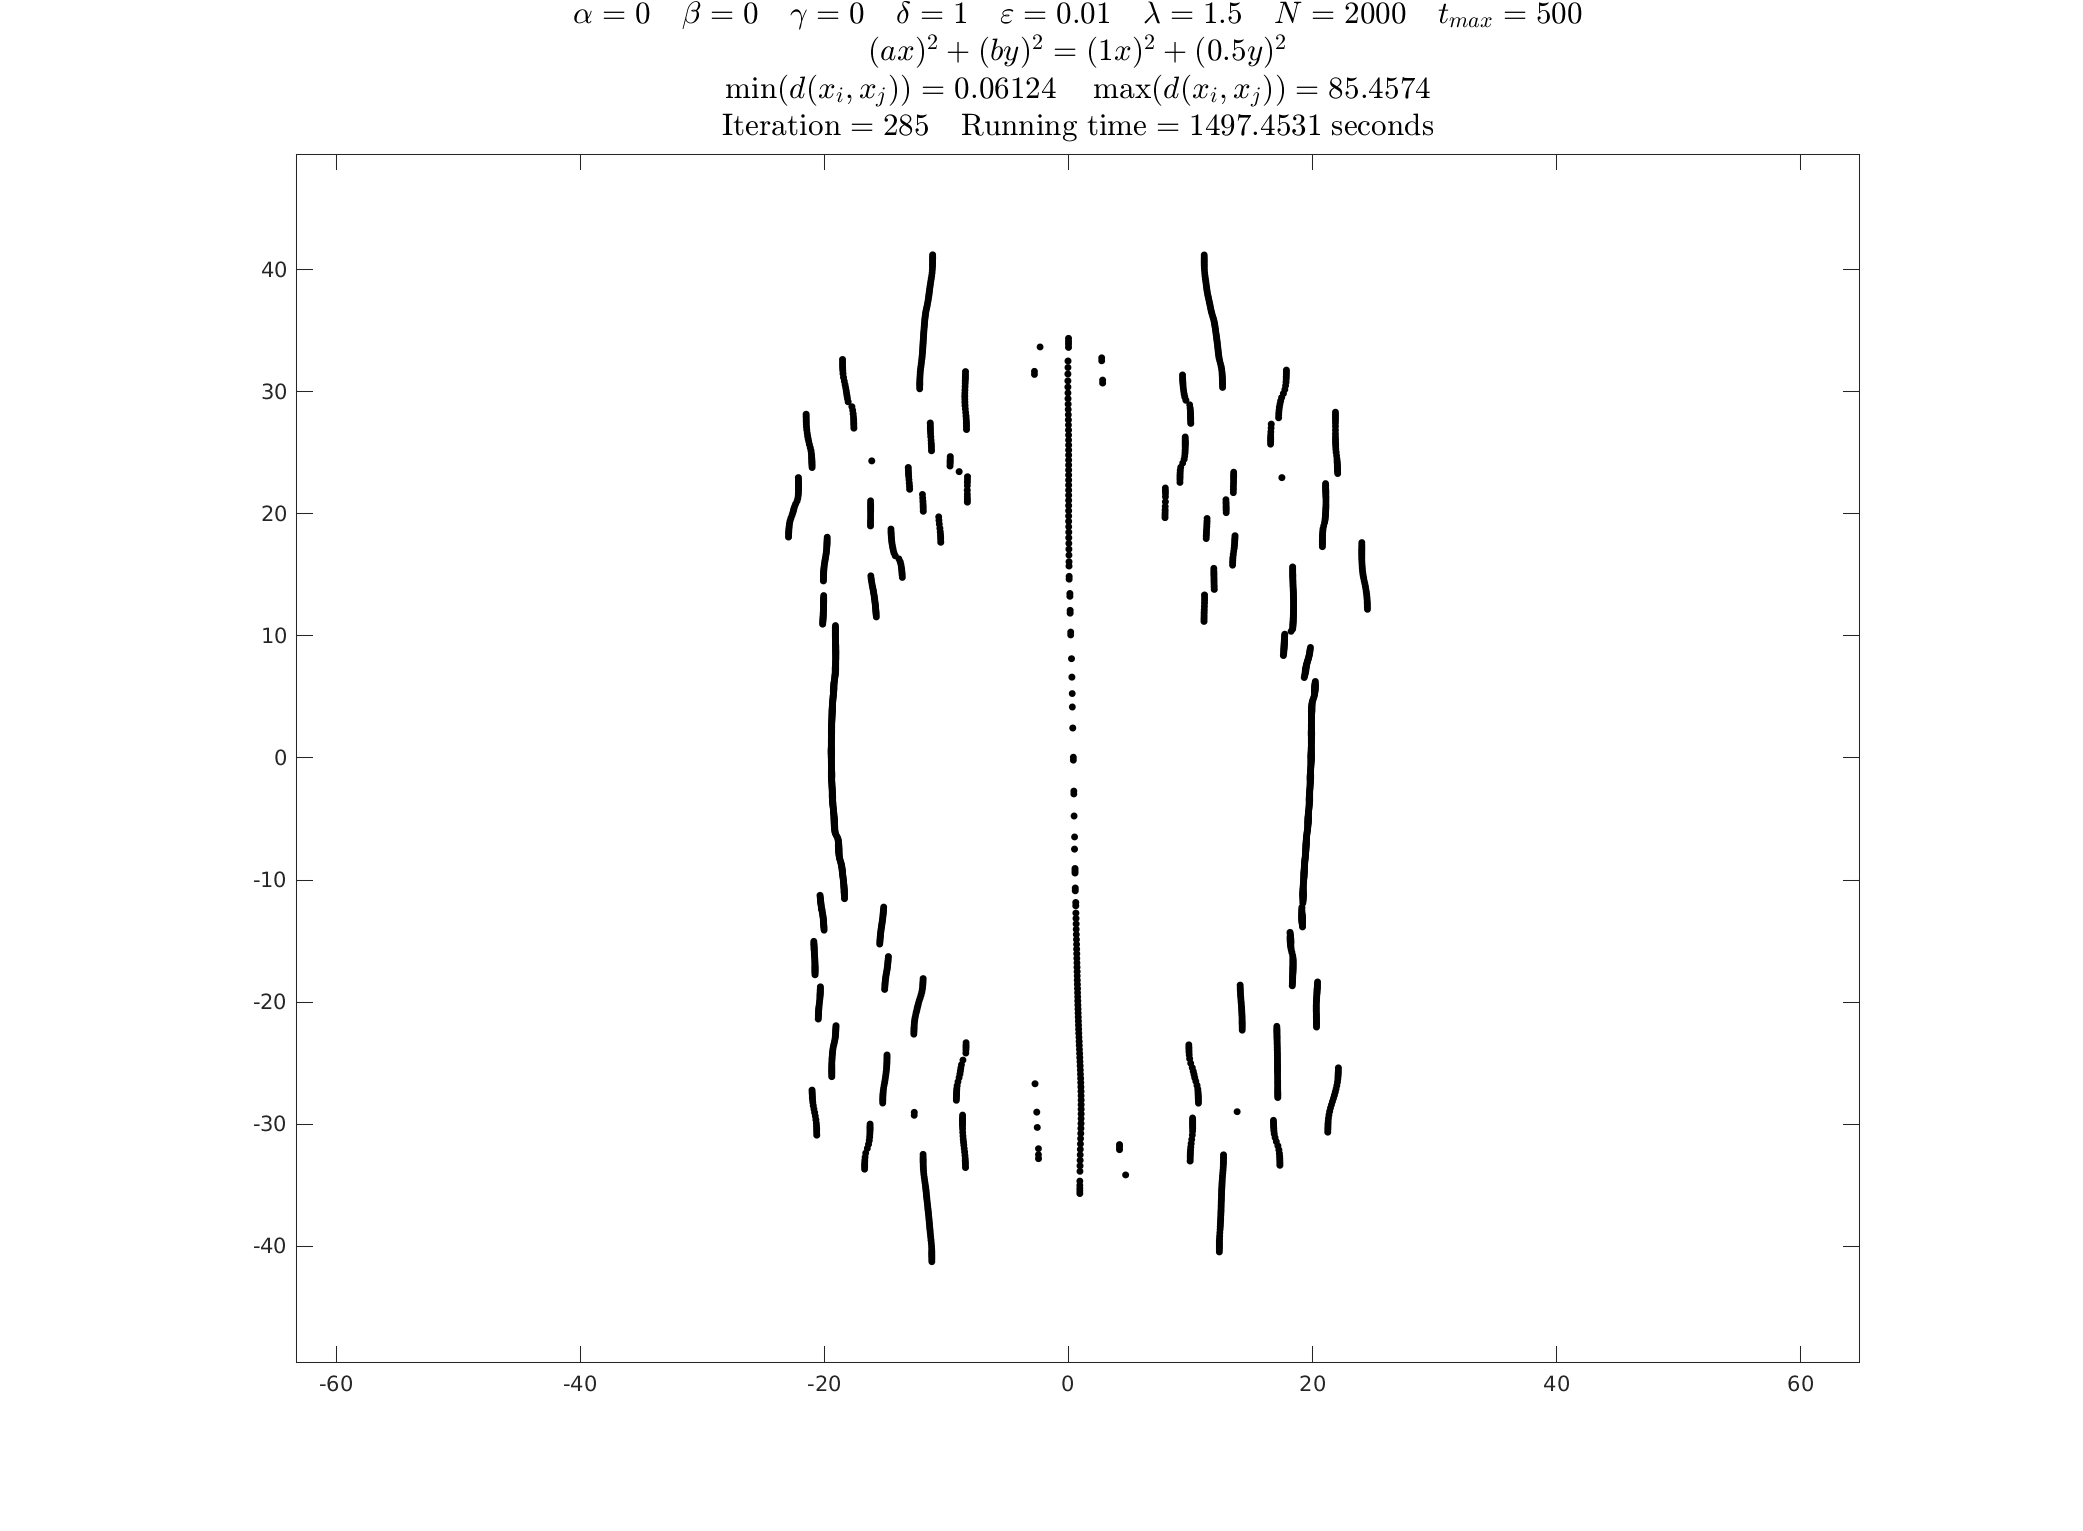 α = 0 β = 0 γ = 0 δ = 1 ε = 0.01 λ = 1.5 N = 2000 t_max = 500
(ax)² + (by)² = (1x)² + (0.5y)²
min(d(x_i, x_j)) = 0.06124 max(d(x_i, x_j)) = 85.4574
Iteration = 285 Running time = 1497.4531 seconds
40
30
20
10
0
-10
-20
-30
-40
-60 -40 -20 0 20 40 60